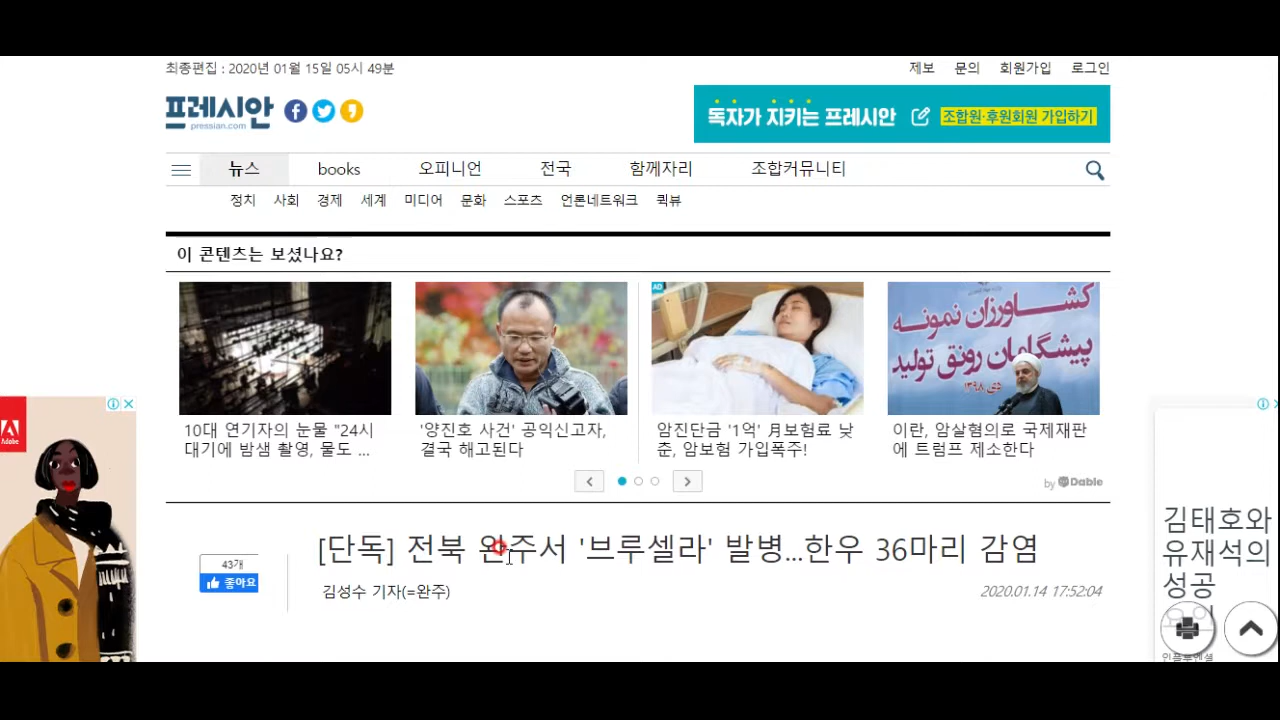 최종편집 : 2020년 01월 15일 05시 49분
제보 문의 회원가입 로그인
프레시안
pressian.com
독자가 지키는 프레시안 조합원·후원회원 가입하기
뉴스 books 오피니언 전국 함께자리 조합커뮤니티
정치 사회 경제 세계 미디어 문화 스포츠 언론네트워크 퀵뷰
이 콘텐츠는 보셨나요?
AD
کشاورزان نمونه
پیشگامان رونق تولید
10대 연기자의 눈물 "24시
대기에 밤샘 촬영, 물도 ...
'양진호 사건' 공익신고자,
결국 해고된다
암진단금 '1억' 月보험료 낮
춘, 암보험 가입폭주!
이란, 암살혐의로 국제재판
에 트럼프 제소한다
by Dable
Adobe
[단독] 전북 완주서 '브루셀라' 발병...한우 36마리 감염
43개
좋아요
김성수 기자(=완주)
2020.01.14 17:52:04
김태호와
유재석의
성공